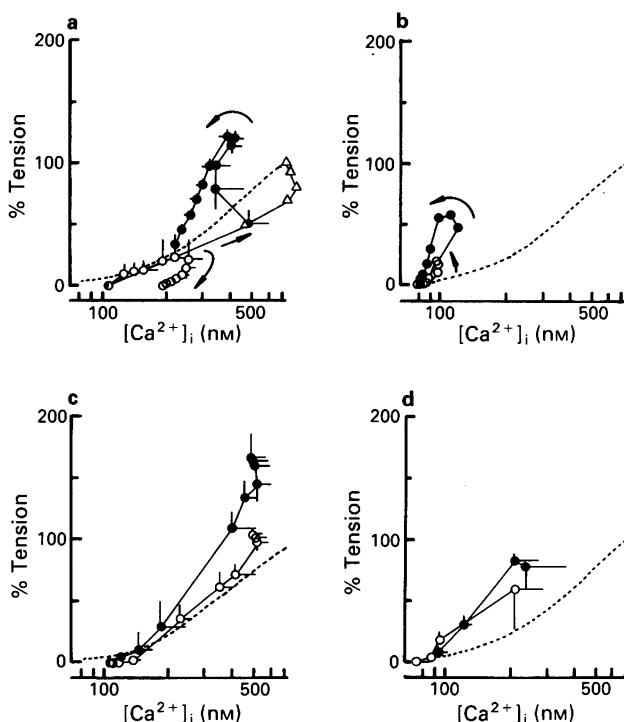 a
b
200
200
% Tension
% Tension
100
100
0
0
100
500
100
500
[Ca²⁺]ᵢ (nM)
[Ca²⁺]ᵢ (nM)
c
d
200
200
% Tension
% Tension
100
100
0
0
100
500
100
500
[Ca²⁺]ᵢ (nM)
[Ca²⁺]ᵢ (nM)